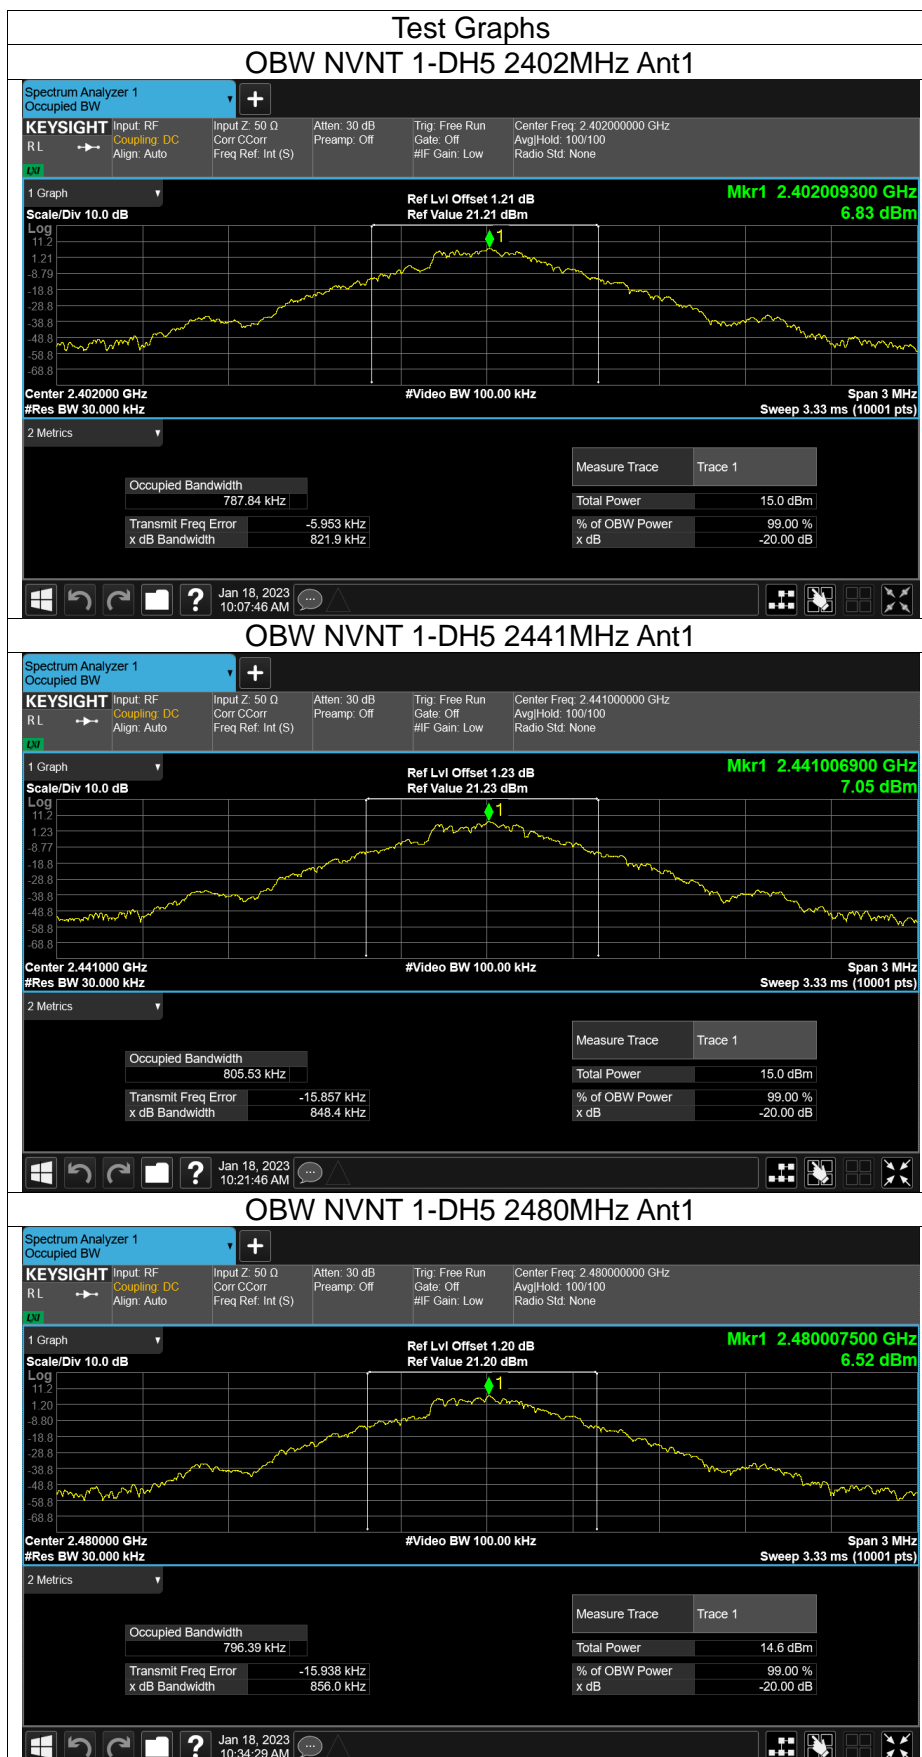 Test Graphs
OBW NVNT 1-DH5 2402MHz Ant1
Spectrum Analyzer 1
Occupied BW
KEYSIGHT Input: RF Input Z: 50 Ω Atten: 30 dB Trig: Free Run Center Freq: 2.402000000 GHz
R L Coupling: DC Corr CCorr Preamp: Off Gate: Off Avg|Hold: 100/100
Align: Auto Freq Ref: Int (S) #IF Gain: Low Radio Std: None
LXI
1 Graph Ref Lvl Offset 1.21 dB Mkr1 2.402009300 GHz
Scale/Div 10.0 dB Ref Value 21.21 dBm 6.83 dBm
Log
11.2
1
1.21
-8.79
-18.8
-28.8
-38.8
-48.8
-58.8
-68.8
Center 2.402000 GHz #Video BW 100.00 kHz Span 3 MHz
#Res BW 30.000 kHz Sweep 3.33 ms (10001 pts)
2 Metrics
Measure Trace Trace 1
Occupied Bandwidth
787.84 kHz Total Power 15.0 dBm
Transmit Freq Error -5.953 kHz % of OBW Power 99.00 %
x dB Bandwidth 821.9 kHz x dB -20.00 dB
? Jan 18, 2023
10:07:46 AM
OBW NVNT 1-DH5 2441MHz Ant1
Spectrum Analyzer 1
Occupied BW
KEYSIGHT Input: RF Input Z: 50 Ω Atten: 30 dB Trig: Free Run Center Freq: 2.441000000 GHz
R L Coupling: DC Corr CCorr Preamp: Off Gate: Off Avg|Hold: 100/100
Align: Auto Freq Ref: Int (S) #IF Gain: Low Radio Std: None
LXI
1 Graph Ref Lvl Offset 1.23 dB Mkr1 2.441006900 GHz
Scale/Div 10.0 dB Ref Value 21.23 dBm 7.05 dBm
Log
11.2
1
1.23
-8.77
-18.8
-28.8
-38.8
-48.8
-58.8
-68.8
Center 2.441000 GHz #Video BW 100.00 kHz Span 3 MHz
#Res BW 30.000 kHz Sweep 3.33 ms (10001 pts)
2 Metrics
Measure Trace Trace 1
Occupied Bandwidth
805.53 kHz Total Power 15.0 dBm
Transmit Freq Error -15.857 kHz % of OBW Power 99.00 %
x dB Bandwidth 848.4 kHz x dB -20.00 dB
? Jan 18, 2023
10:21:46 AM
OBW NVNT 1-DH5 2480MHz Ant1
Spectrum Analyzer 1
Occupied BW
KEYSIGHT Input: RF Input Z: 50 Ω Atten: 30 dB Trig: Free Run Center Freq: 2.480000000 GHz
R L Coupling: DC Corr CCorr Preamp: Off Gate: Off Avg|Hold: 100/100
Align: Auto Freq Ref: Int (S) #IF Gain: Low Radio Std: None
LXI
1 Graph Ref Lvl Offset 1.20 dB Mkr1 2.480007500 GHz
Scale/Div 10.0 dB Ref Value 21.20 dBm 6.52 dBm
Log
11.2
1
1.20
-8.80
-18.8
-28.8
-38.8
-48.8
-58.8
-68.8
Center 2.480000 GHz #Video BW 100.00 kHz Span 3 MHz
#Res BW 30.000 kHz Sweep 3.33 ms (10001 pts)
2 Metrics
Measure Trace Trace 1
Occupied Bandwidth
796.39 kHz Total Power 14.6 dBm
Transmit Freq Error -15.938 kHz % of OBW Power 99.00 %
x dB Bandwidth 856.0 kHz x dB -20.00 dB
? Jan 18, 2023
10:34:29 AM